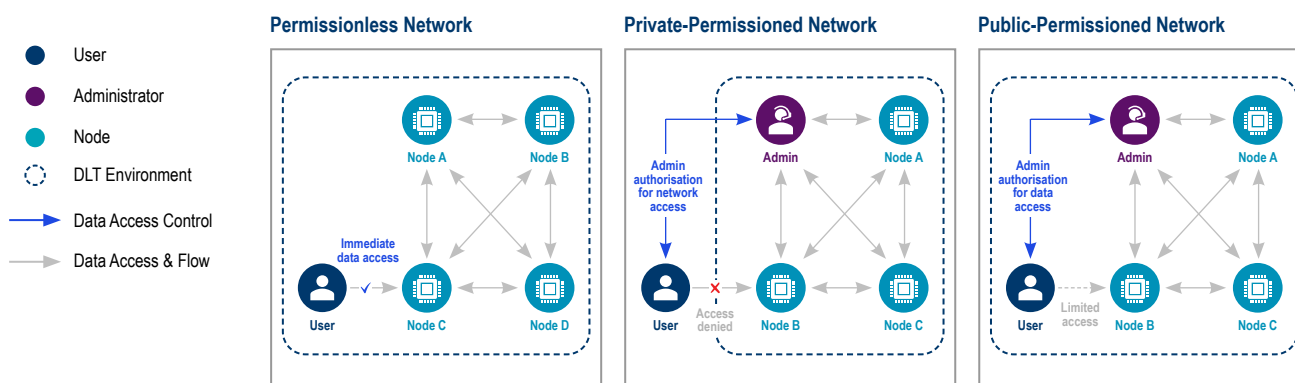 Permissionless Network
Private-Permissioned Network
Public-Permissioned Network
User
Administrator
Node
DLT Environment
Data Access Control
Data Access & Flow
Node A
Node B
Immediate
data access
User
Node C
Node D
Admin
Node A
Admin
authorisation
for network
access
User
Access
denied
Node B
Node C
Admin
Node A
Admin
authorisation
for data
access
User
Limited
access
Node B
Node C